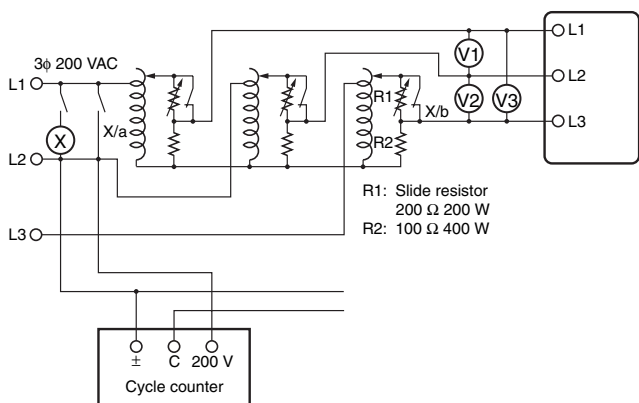 3ϕ 200 VAC
L1
X/a
X
L2
L3
R1
R2
X/b
V1
V2
V3
L1
L2
L3
R1: Slide resistor
200 Ω 200 W
R2: 100 Ω 400 W
± C 200 V
Cycle counter